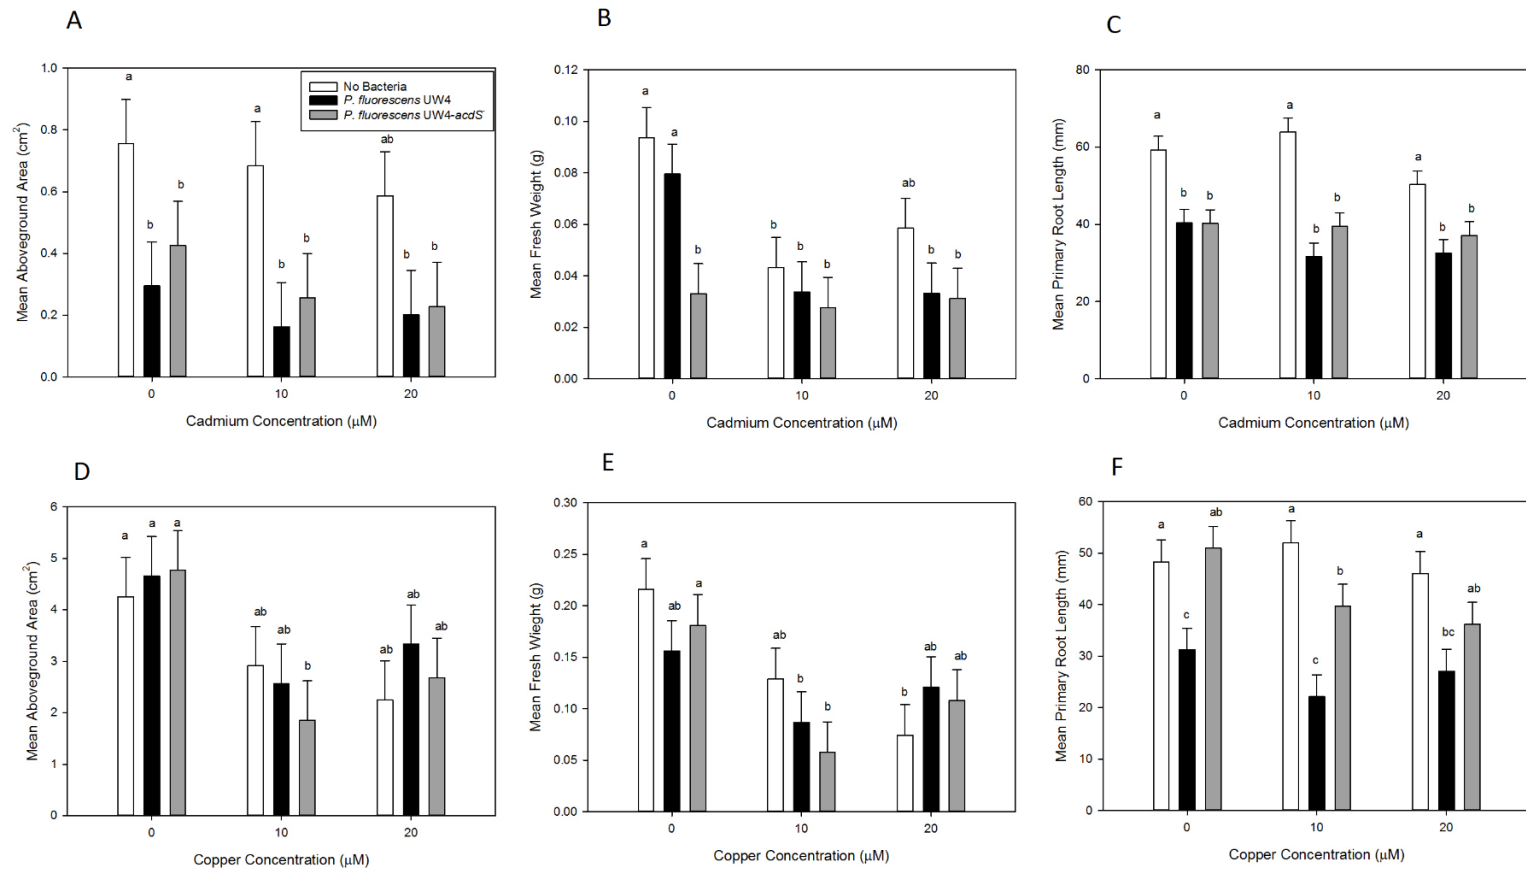 A
B
C
1.0
0.8
0.6
0.4
0.2
0.0
Mean Aboveground Area (cm²)
a
b
b
a
b
b
ab
b
b
No Bacteria
P. fluorescens UW4
P. fluorescens UW4-acdS⁻
0
10
20
Cadmium Concentration (µM)
0.12
0.10
0.08
0.06
0.04
0.02
0.00
Mean Fresh Weight (g)
a
a
b
b
b
b
ab
b
b
0
10
20
Cadmium Concentration (µM)
80
60
40
20
0
Mean Primary Root Length (mm)
a
b
b
a
b
b
a
b
b
0
10
20
Cadmium Concentration (µM)
D
E
F
6
5
4
3
2
1
0
Mean Aboveground Area (cm²)
a
a
a
ab
ab
b
ab
ab
ab
0
10
20
Copper Concentration (µM)
0.30
0.25
0.20
0.15
0.10
0.05
0.00
Mean Fresh Wieght (g)
a
ab
a
ab
b
b
b
ab
ab
0
10
20
Copper Concentration (µM)
60
50
40
30
20
10
0
Mean Primary Root Length (mm)
a
c
ab
a
c
b
a
bc
ab
0
10
20
Copper Concentration (µM)